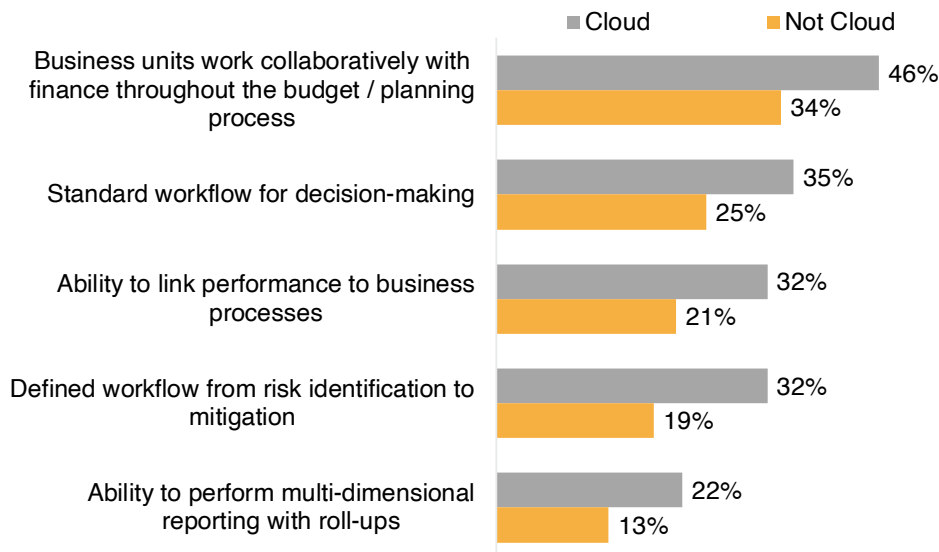 Cloud
Not Cloud
Business units work collaboratively with
finance throughout the budget / planning
process
46%
34%
Standard workflow for decision-making
35%
25%
Ability to link performance to business
processes
32%
21%
Defined workflow from risk identification to
mitigation
32%
19%
Ability to perform multi-dimensional
reporting with roll-ups
22%
13%